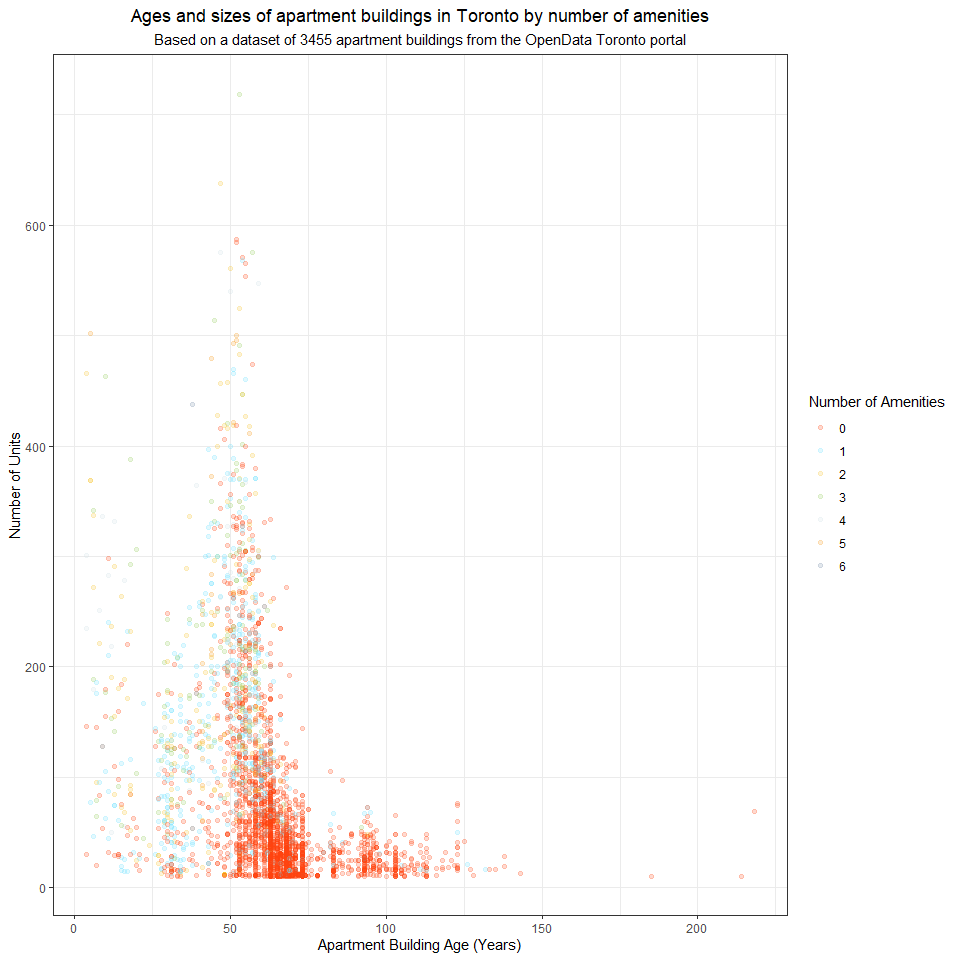 Ages and sizes of apartment buildings in Toronto by number of amenities
Based on a dataset of 3455 apartment buildings from the OpenData Toronto portal
Number of Units
600
400
200
0
0 50 100 150 200
Apartment Building Age (Years)
Number of Amenities
0
1
2
3
4
5
6